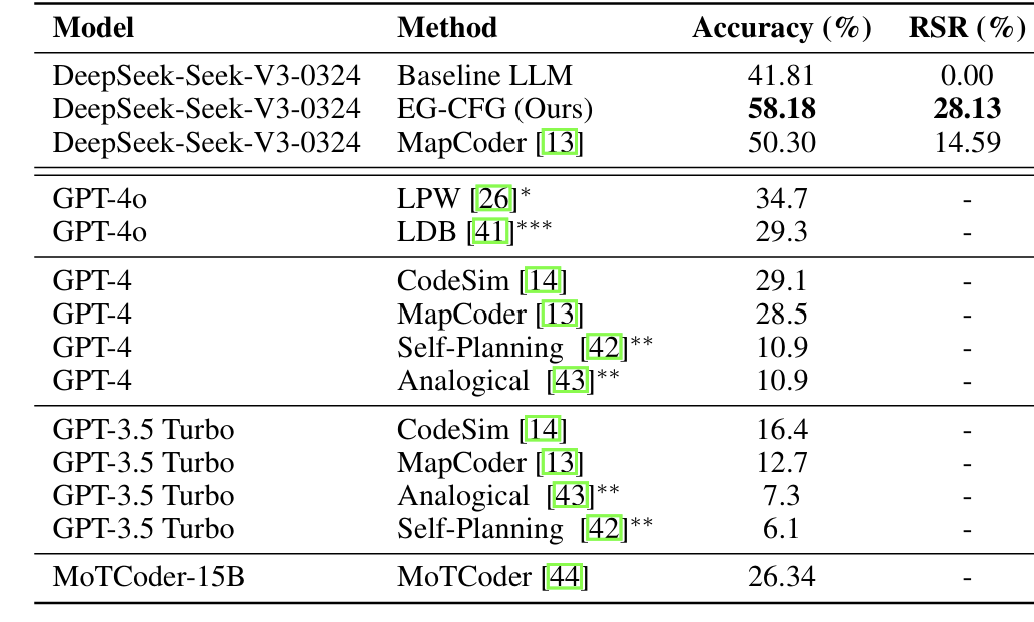 Model Method Accuracy (%) RSR (%)
DeepSeek-Seek-V3-0324 Baseline LLM 41.81 0.00
DeepSeek-Seek-V3-0324 EG-CFG (Ours) 58.18 28.13
DeepSeek-Seek-V3-0324 MapCoder [13] 50.30 14.59
GPT-4o LPW [26]* 34.7 -
GPT-4o LDB [41]*** 29.3 -
GPT-4 CodeSim [14] 29.1 -
GPT-4 MapCoder [13] 28.5 -
GPT-4 Self-Planning [42]** 10.9 -
GPT-4 Analogical [43]** 10.9 -
GPT-3.5 Turbo CodeSim [14] 16.4 -
GPT-3.5 Turbo MapCoder [13] 12.7 -
GPT-3.5 Turbo Analogical [43]** 7.3 -
GPT-3.5 Turbo Self-Planning [42]** 6.1 -
MoTCoder-15B MoTCoder [44] 26.34 -